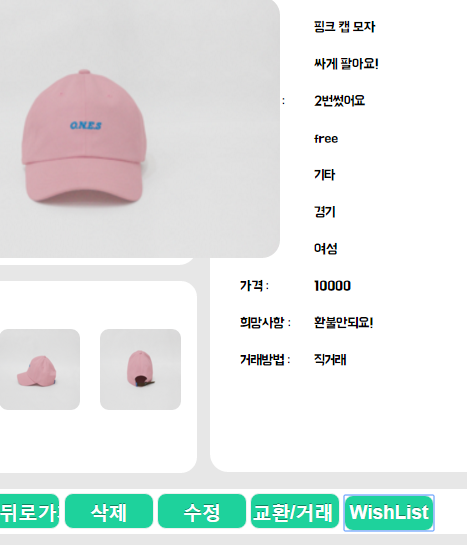 핑크 캡 모자
싸게 팔아요!
: 2번썼어요
free
기타
경기
여성
ONES
가격 : 10000
희망사항 : 환불만되요!
거래방법 : 직거래
뒤로가 삭제 수정 교환/거래 WishList